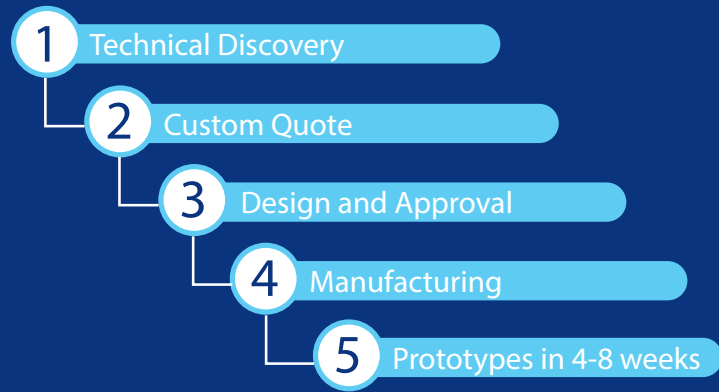 1 Technical Discovery
2 Custom Quote
3 Design and Approval
4 Manufacturing
5 Prototypes in 4-8 weeks